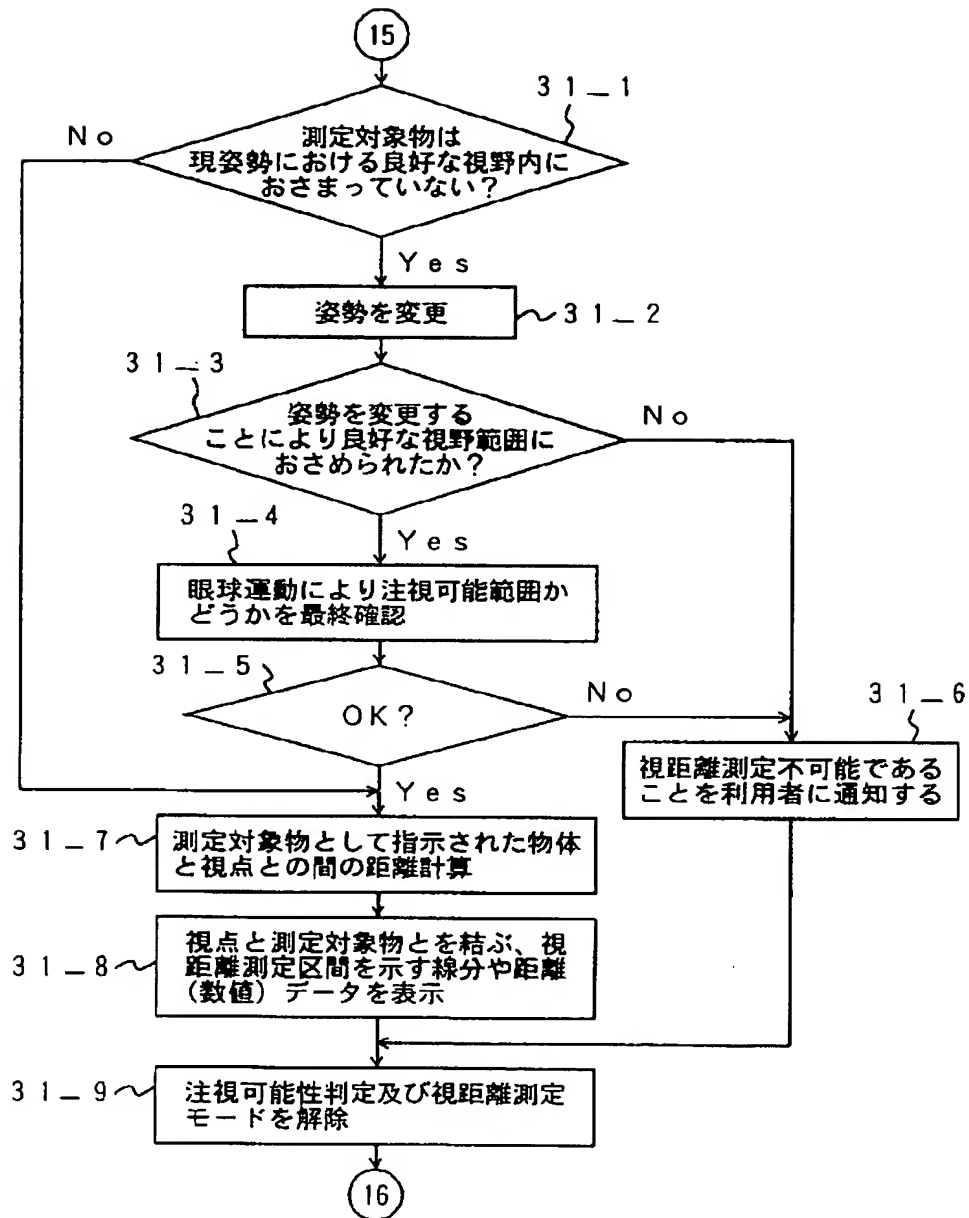 15
31_1
No
測定対象物は
現姿勢における良好な視野内に
おさまっていない?
Yes
姿勢を変更
31_2
31_3
姿勢を変更する
ことにより良好な視野範囲に
おさめられたか?
No
31_4
Yes
眼球運動により注視可能範囲か
どうかを最終確認
31_5
OK?
No
31_6
視距離測定不可能である
ことを利用者に通知する
Yes
31_7
測定対象物として指示された物体
と視点との間の距離計算
31_8
視点と測定対象物とを結ぶ、視
距離測定区間を示す線分や距離
(数値)データを表示
31_9
注視可能性判定及び視距離測定
モードを解除
16